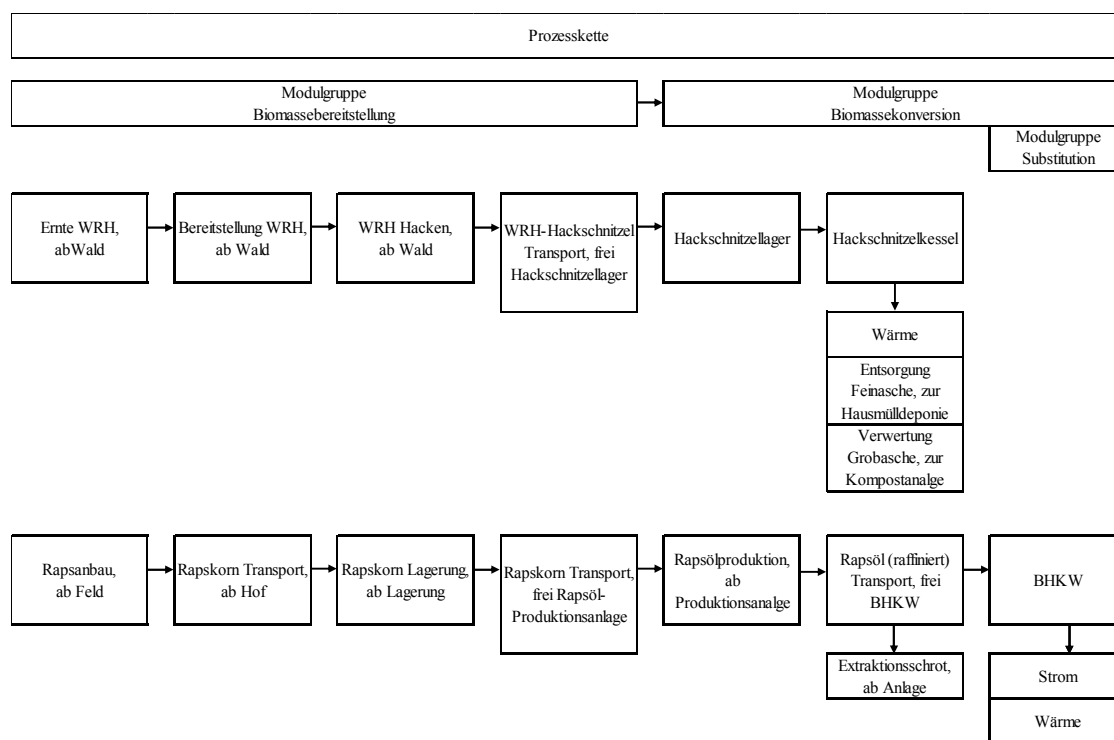 Prozesskette
Modulgruppe
Biomassebereitstellung
Modulgruppe
Biomassekonversion
Modulgruppe
Substitution
Ernte WRH,
abWald
Bereitstellung WRH,
ab Wald
WRH Hacken,
ab Wald
WRH-Hackschnitzel
Transport, frei
Hackschnitzellager
Hackschnitzellager
Hackschnitzelkessel
Wärme
Entsorgung
Feinasche, zur
Hausmülldeponie
Verwertung
Grobasche, zur
Kompostanalge
Rapsanbau,
ab Feld
Rapskorn Transport,
ab Hof
Rapskorn Lagerung,
ab Lagerung
Rapskorn Transport,
frei Rapsöl-
Produktionsanlage
Rapsölproduktion,
ab
Produktionsanalge
Rapsöl (raffiniert)
Transport, frei
BHKW
BHKW
Extraktionsschrot,
ab Anlage
Strom
Wärme